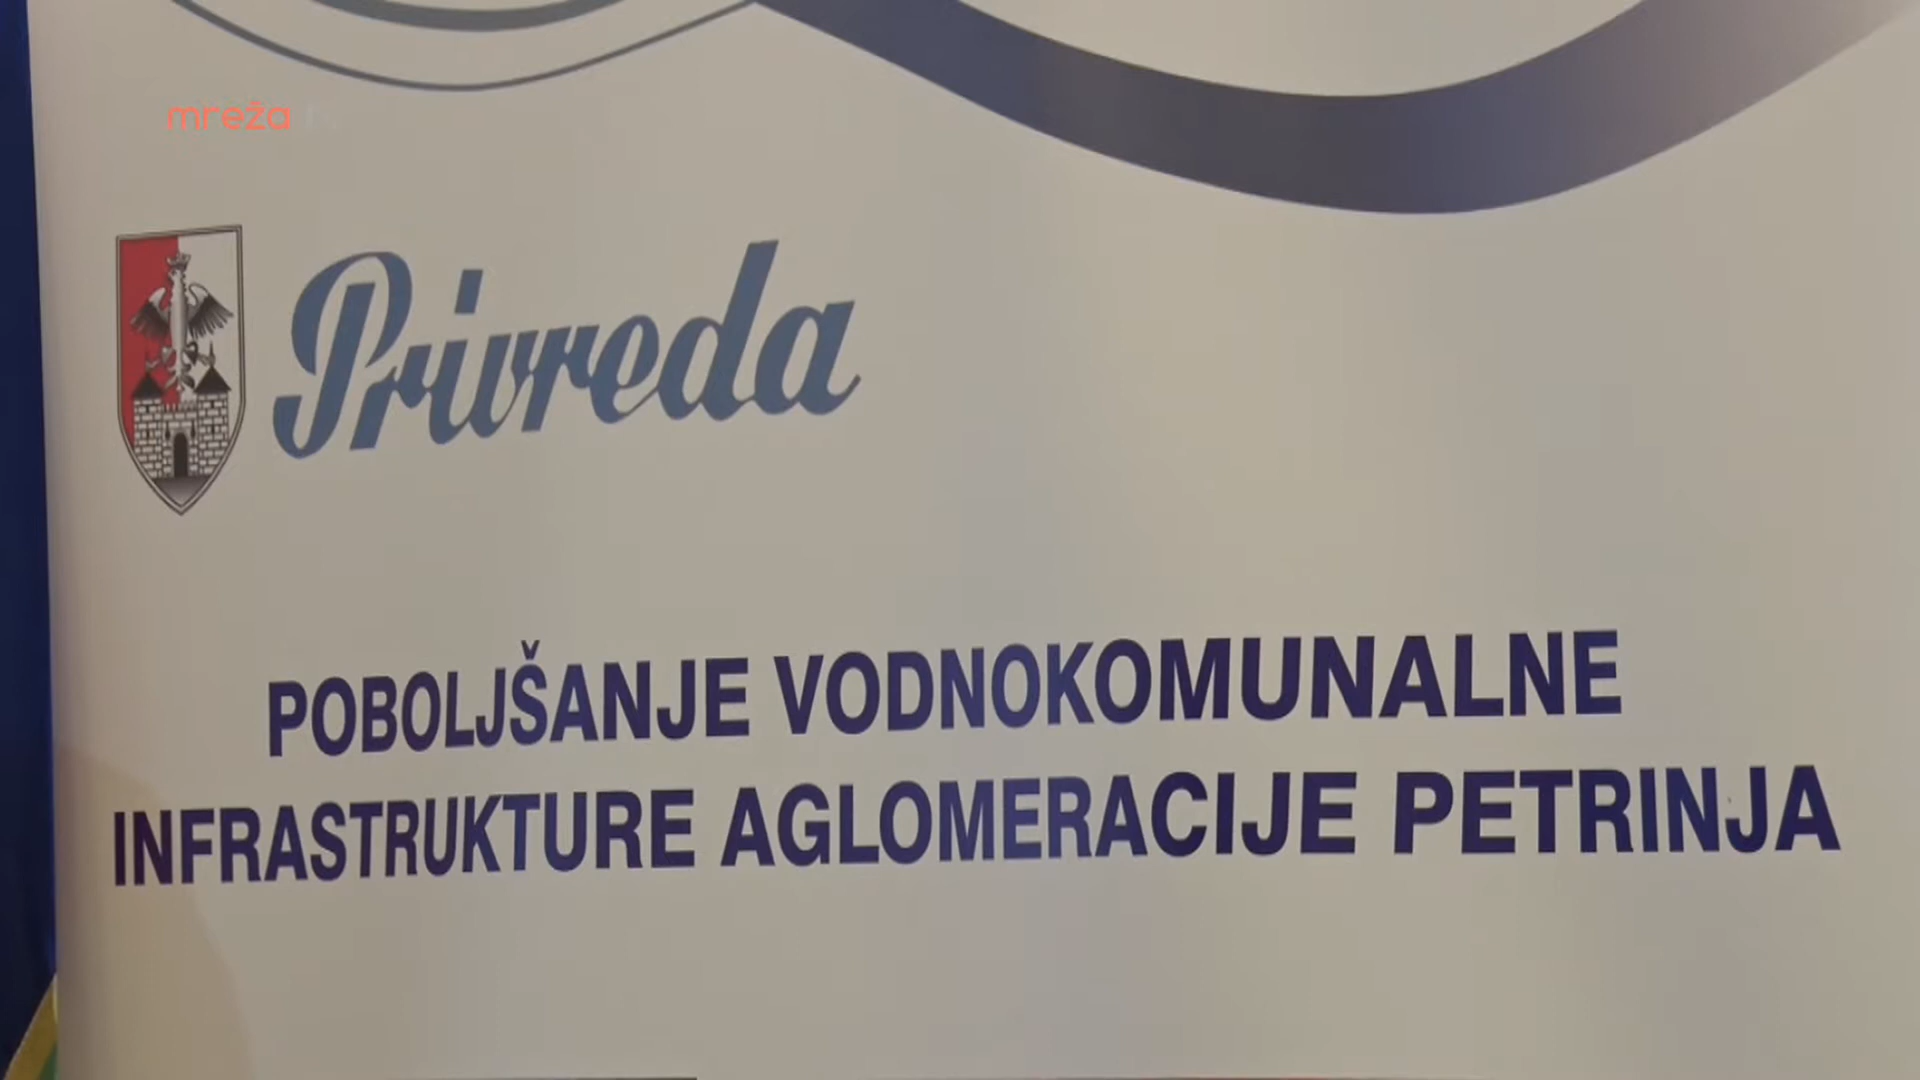 mreža
Privreda
POBOLJŠANJE VODNOKOMUNALNE
INFRASTRUKTURE AGLOMERACIJE PETRINJA